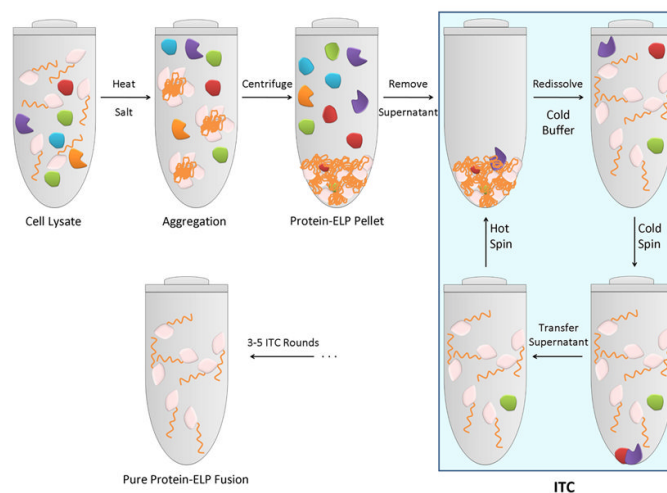 Heat
Salt
Centrifuge
Remove
Supernatant
Redissolve
Cold
Buffer
Cell Lysate
Aggregation
Protein-ELP Pellet
Hot
Spin
Cold
Spin
3-5 ITC Rounds
...
Transfer
Supernatant
Pure Protein-ELP Fusion
ITC